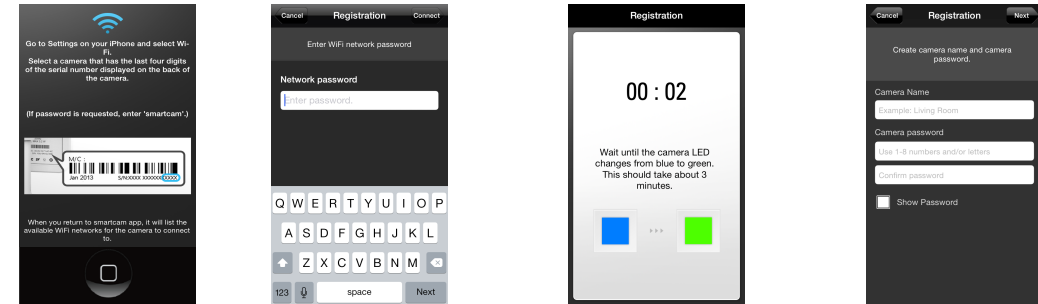 Go to Settings on your iPhone and select Wi-
Fi.
Select a camera that has the last four digits
of the serial number displayed on the back of
the camera.
(If password is requested, enter 'smartcam'.)
M/C :
Jan 2013 S/N:XXXX XXXXXX XXXX
When you return to smartcam app, it will list the
available WiFi networks for the camera to connect
to.
Cancel Registration Connect
Enter WiFi network password
Network password
Enter password.
Q W E R T Y U I O P
A S D F G H J K L
Z X C V B N M
123 space Next
Registration
00 : 02
Wait until the camera LED
changes from blue to green.
This should take about 3
minutes.
Cancel Registration Next
Create camera name and camera
password.
Camera Name
Example: Living Room
Camera password
Use 1-8 numbers and/or letters
Confirm password
Show Password